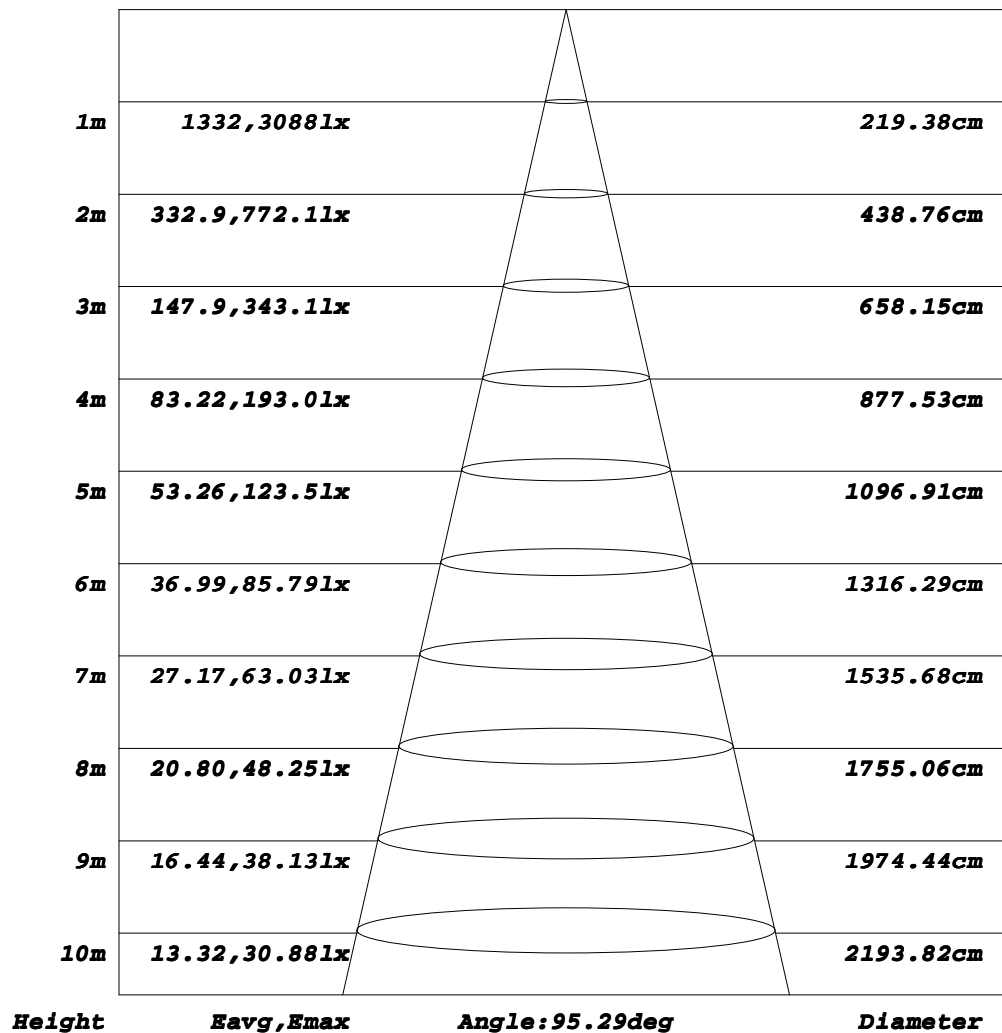 1m 1332,3088lx 219.38cm
2m 332.9,772.1lx 438.76cm
3m 147.9,343.1lx 658.15cm
4m 83.22,193.0lx 877.53cm
5m 53.26,123.5lx 1096.91cm
6m 36.99,85.79lx 1316.29cm
7m 27.17,63.03lx 1535.68cm
8m 20.80,48.25lx 1755.06cm
9m 16.44,38.13lx 1974.44cm
10m 13.32,30.88lx 2193.82cm
Height Eavg,Emax Angle:95.29deg Diameter